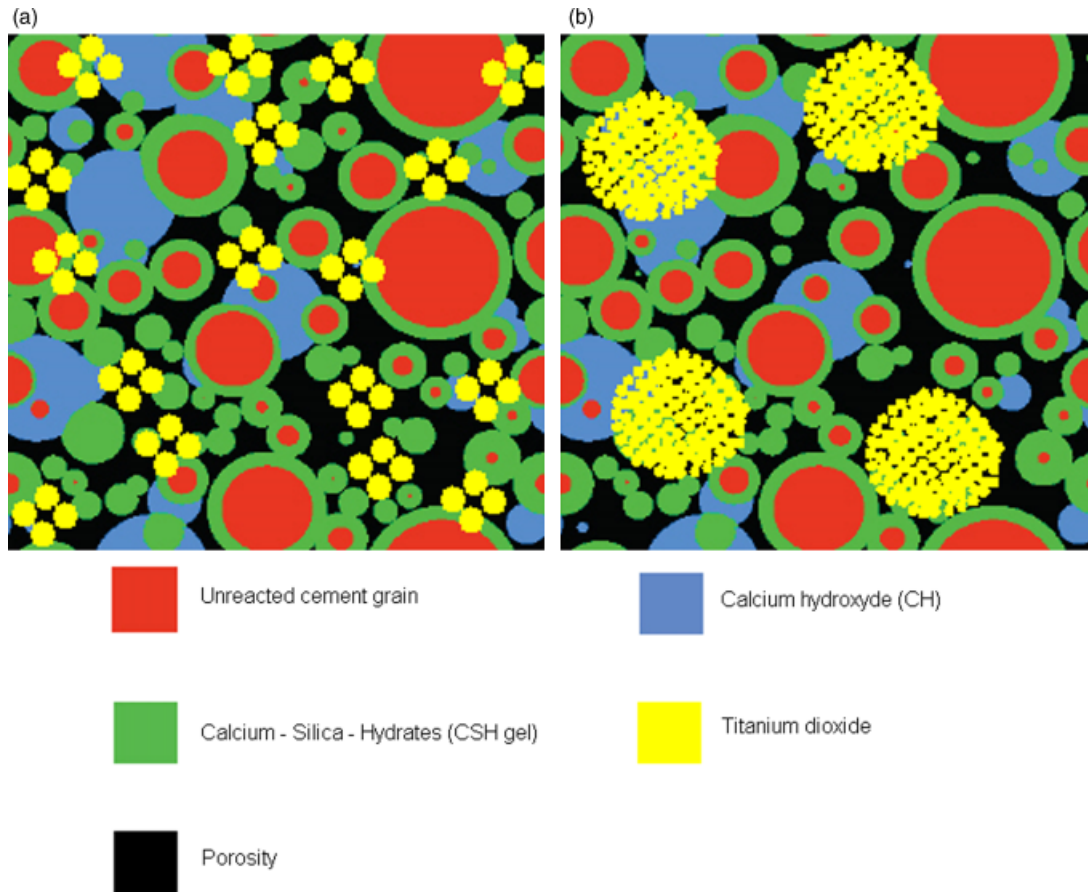 (a)
(b)
Unreacted cement grain
Calcium hydroxyde (CH)
Calcium - Silica - Hydrates (CSH gel)
Titanium dioxide
Porosity